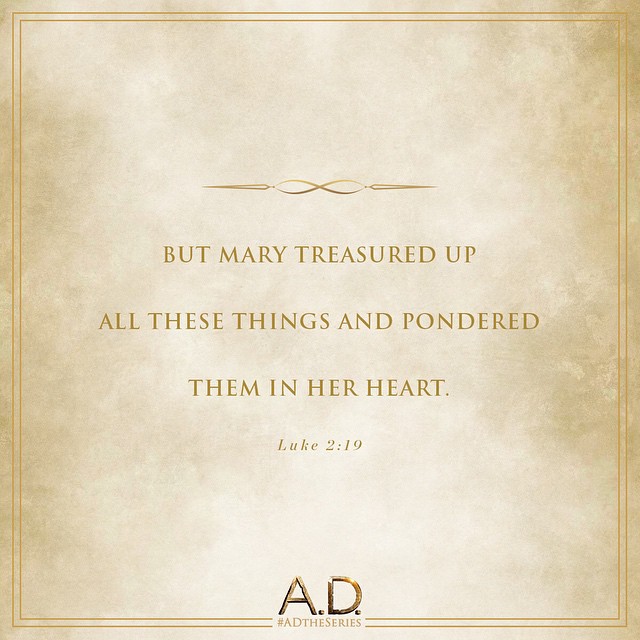 BUT MARY TREASURED UP
ALL THESE THINGS AND PONDERED
THEM IN HER HEART.
Luke 2:19
A.D.
#ADTHESERIES